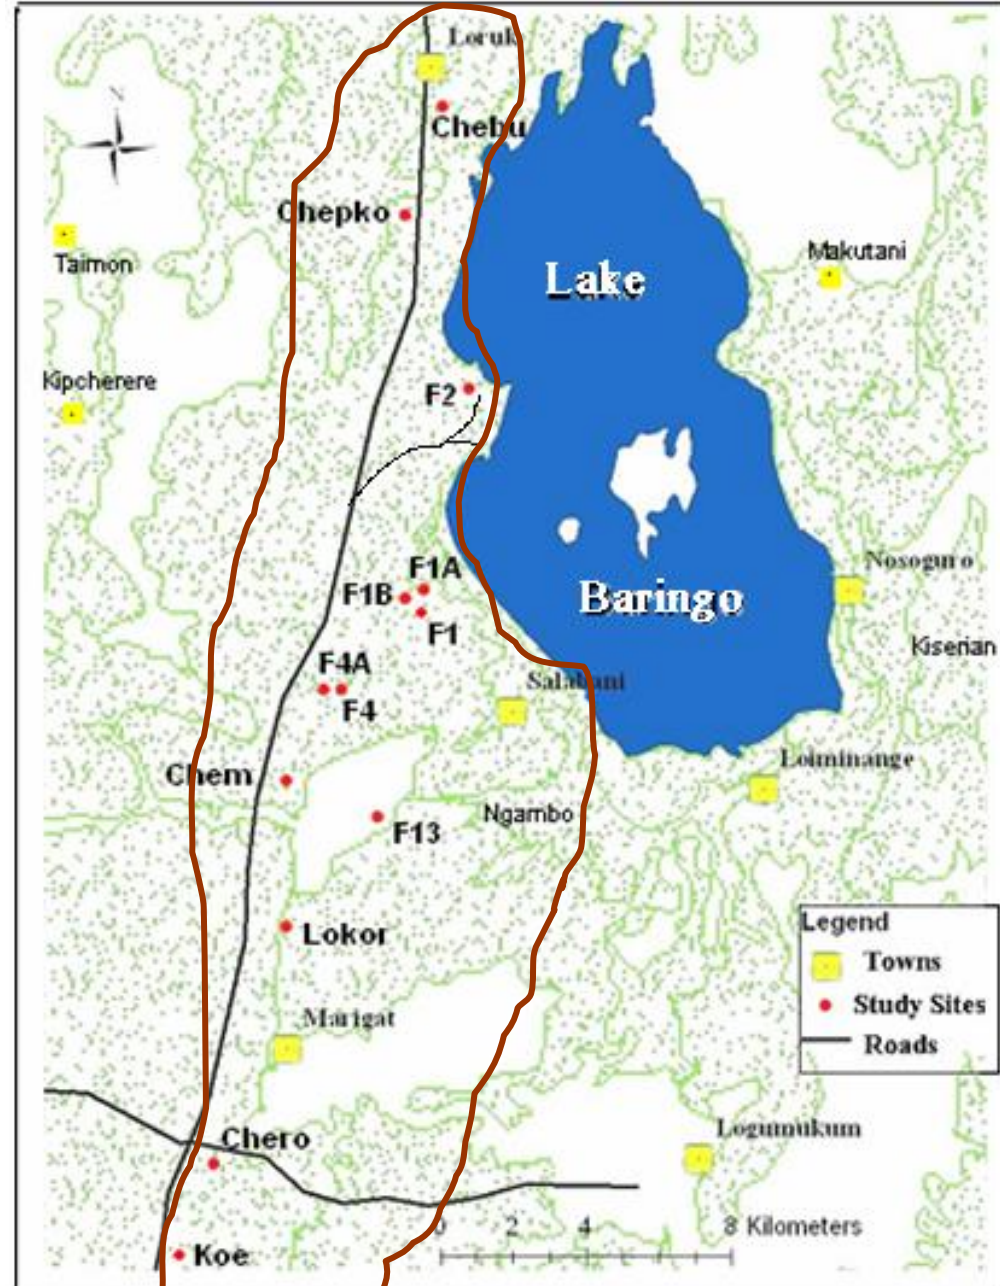 Loruk
Chebu
Chepko
Taimon
Lake
Makutani
Kipcherere
F2
F1A
F1B
F1
Baringo
Nosoguro
Kiserian
F4A
F4
Salabani
Chem
Loiminange
Ngambo
F13
Lokor
Legend
Towns
Study Sites
Roads
Marigat
Chero
Logumukum
0 2 4 8 Kilometers
Koe